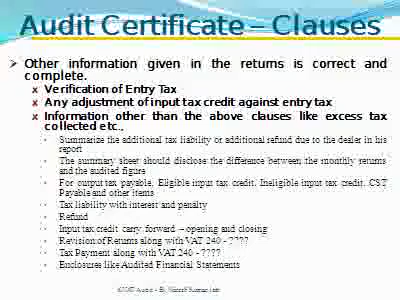 Audit Certificate – Clauses
Other information given in the returns is correct and
complete.
Verification of Entry Tax
Any adjustment of input tax credit against entry tax
Information other than the above clauses like excess tax
collected etc.,
Summarize the additional tax liability or additional refund due to the dealer in his
report
The summary sheet should disclose the difference between the monthly returns
and the audited figure
For output tax payable, Eligible input tax credit, Ineligible input tax credit, CST
Payable and other items
Tax liability with interest and penalty
Refund
Input tax credit carry forward – opening and closing
Revision of Returns along with VAT 240 - ????
Tax Payment along with VAT 240 - ????
Enclosures like Audited Financial Statements
Audit - By Kumar Jain